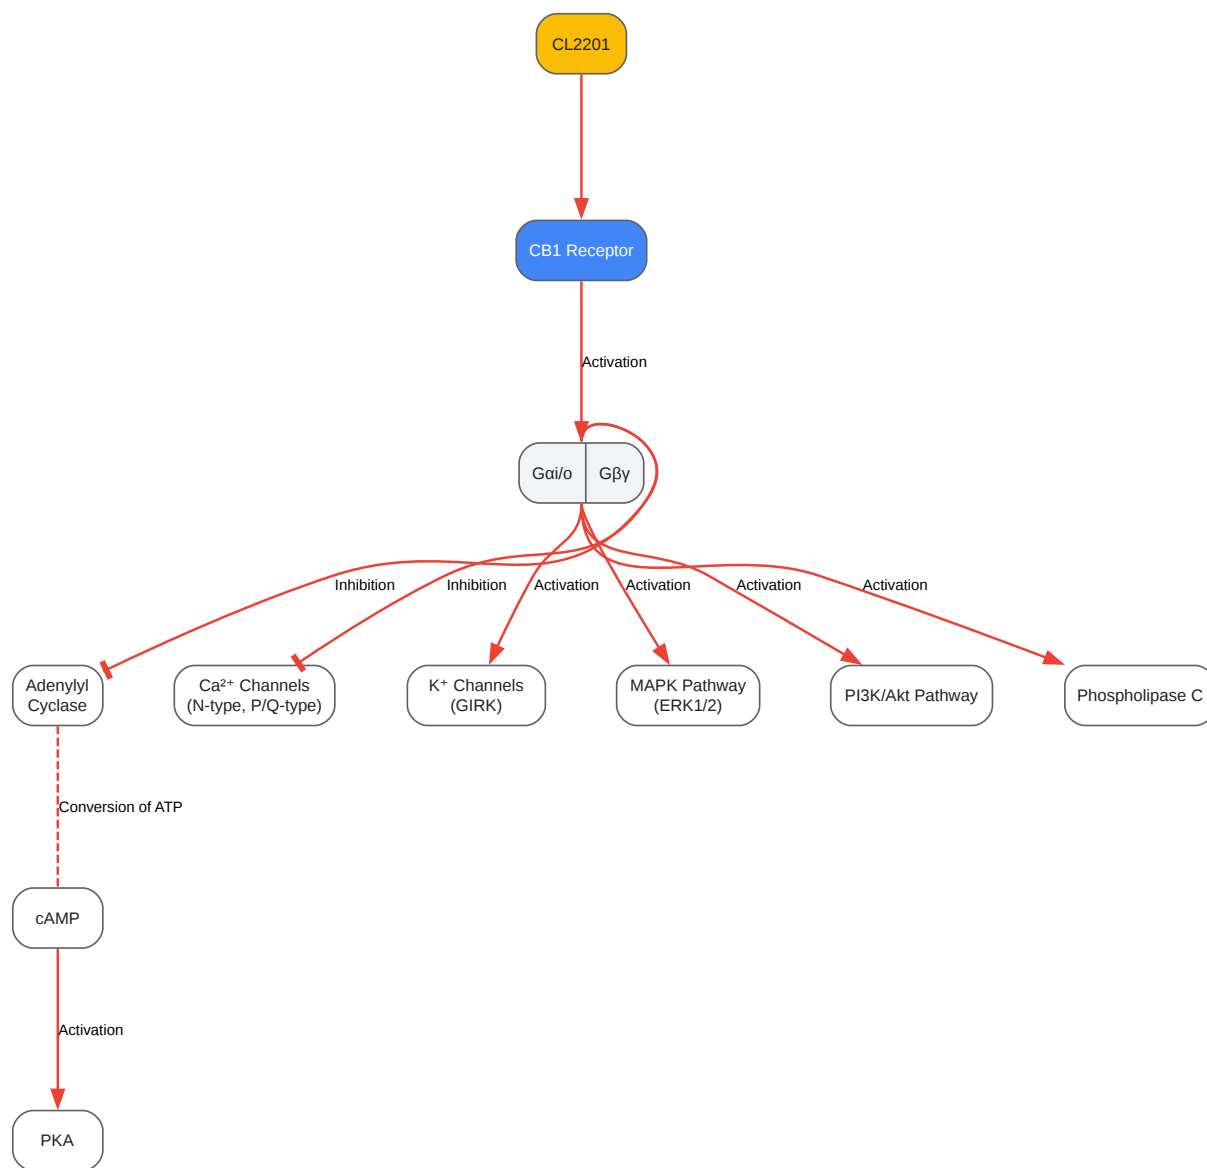 CL2201
CB1 Receptor
Activation
Gαi/o
Gβγ
Inhibition
Inhibition
Activation
Activation
Activation
Activation
Adenylyl
Cyclase
Ca²⁺ Channels
(N-type, P/Q-type)
K⁺ Channels
(GIRK)
MAPK Pathway
(ERK1/2)
PI3K/Akt Pathway
Phospholipase C
Conversion of ATP
cAMP
Activation
PKA